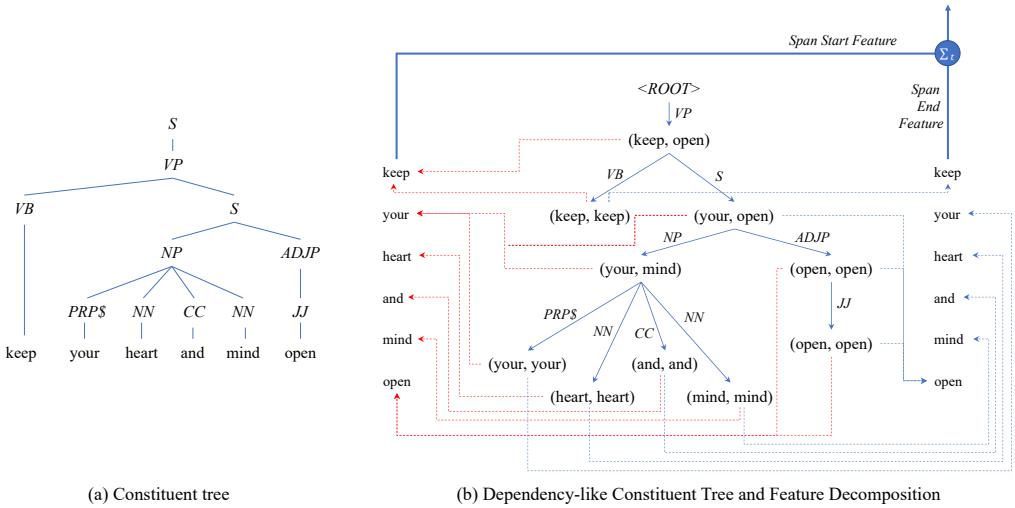 S
VP
VB
S
NP
ADJP
PRP$ NN CC NN JJ
keep your heart and mind open
(a) Constituent tree
Span Start Feature
Σt
Span
End
Feature
<ROOT>
VP
(keep, open)
VB
S
(keep, keep)
(your, open)
NP
ADJP
(your, mind)
(open, open)
PRP$
NN
CC
NN
JJ
(open, open)
(your, your)
(and, and)
(heart, heart)
(mind, mind)
keep
your
heart
and
mind
open
keep
your
heart
and
mind
open
(b) Dependency-like Constituent Tree and Feature Decomposition